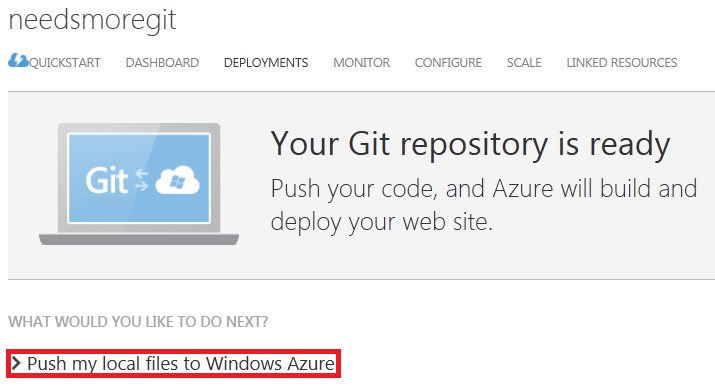 needsmoregit
QUICKSTART DASHBOARD DEPLOYMENTS MONITOR CONFIGURE SCALE LINKED RESOURCES
Git
Your Git repository is ready
Push your code, and Azure will build and
deploy your web site.
WHAT WOULD YOU LIKE TO DO NEXT?
Push my local files to Windows Azure